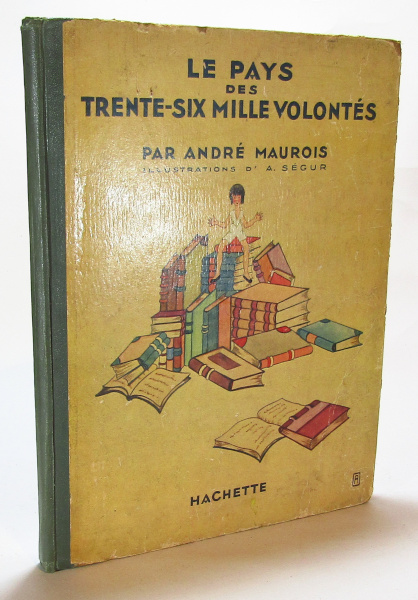 LE PAYS
DES
TRENTE-SIX MILLE VOLONTÉS
PAR ANDRÉ MAUROIS
ILLUSTRATIONS D' A. SÉGUR
HACHETTE